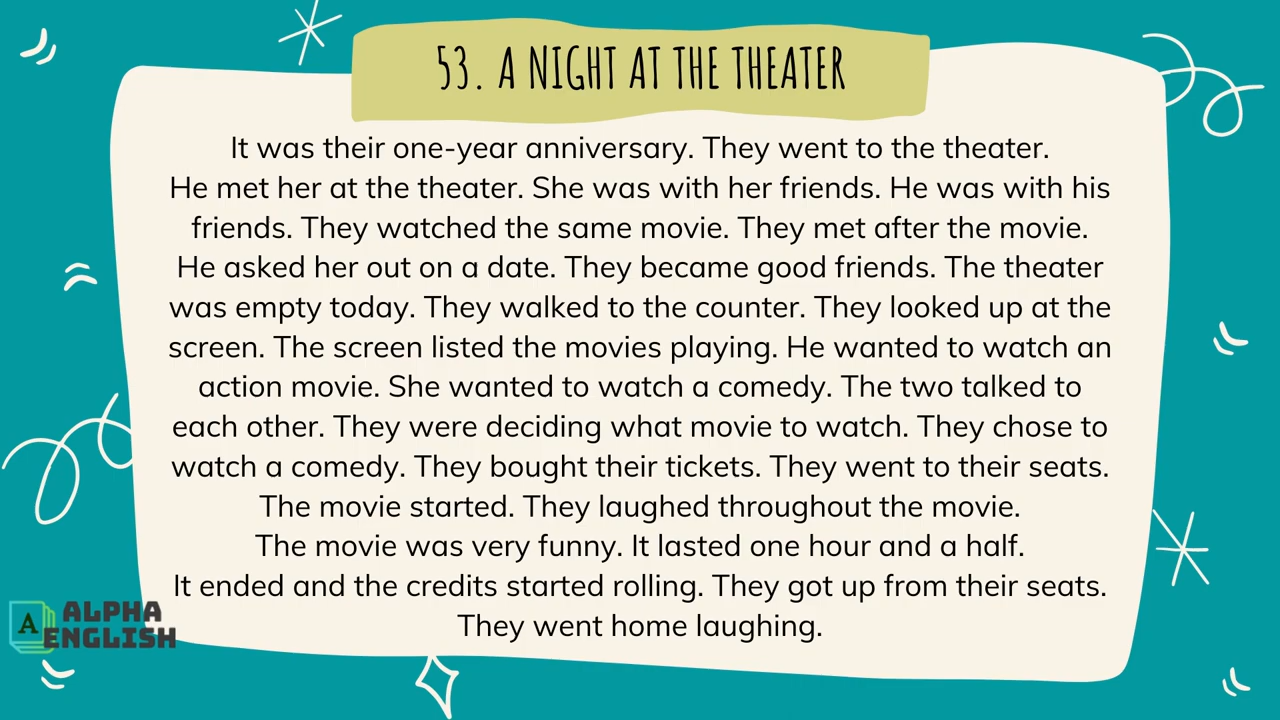 53. A NIGHT AT THE THEATER
It was their one-year anniversary. They went to the theater.
He met her at the theater. She was with her friends. He was with his
friends. They watched the same movie. They met after the movie.
He asked her out on a date. They became good friends. The theater
was empty today. They walked to the counter. They looked up at the
screen. The screen listed the movies playing. He wanted to watch an
action movie. She wanted to watch a comedy. The two talked to
each other. They were deciding what movie to watch. They chose to
watch a comedy. They bought their tickets. They went to their seats.
The movie started. They laughed throughout the movie.
The movie was very funny. It lasted one hour and a half.
It ended and the credits started rolling. They got up from their seats.
They went home laughing.
A
ALPHA
ENGLISH